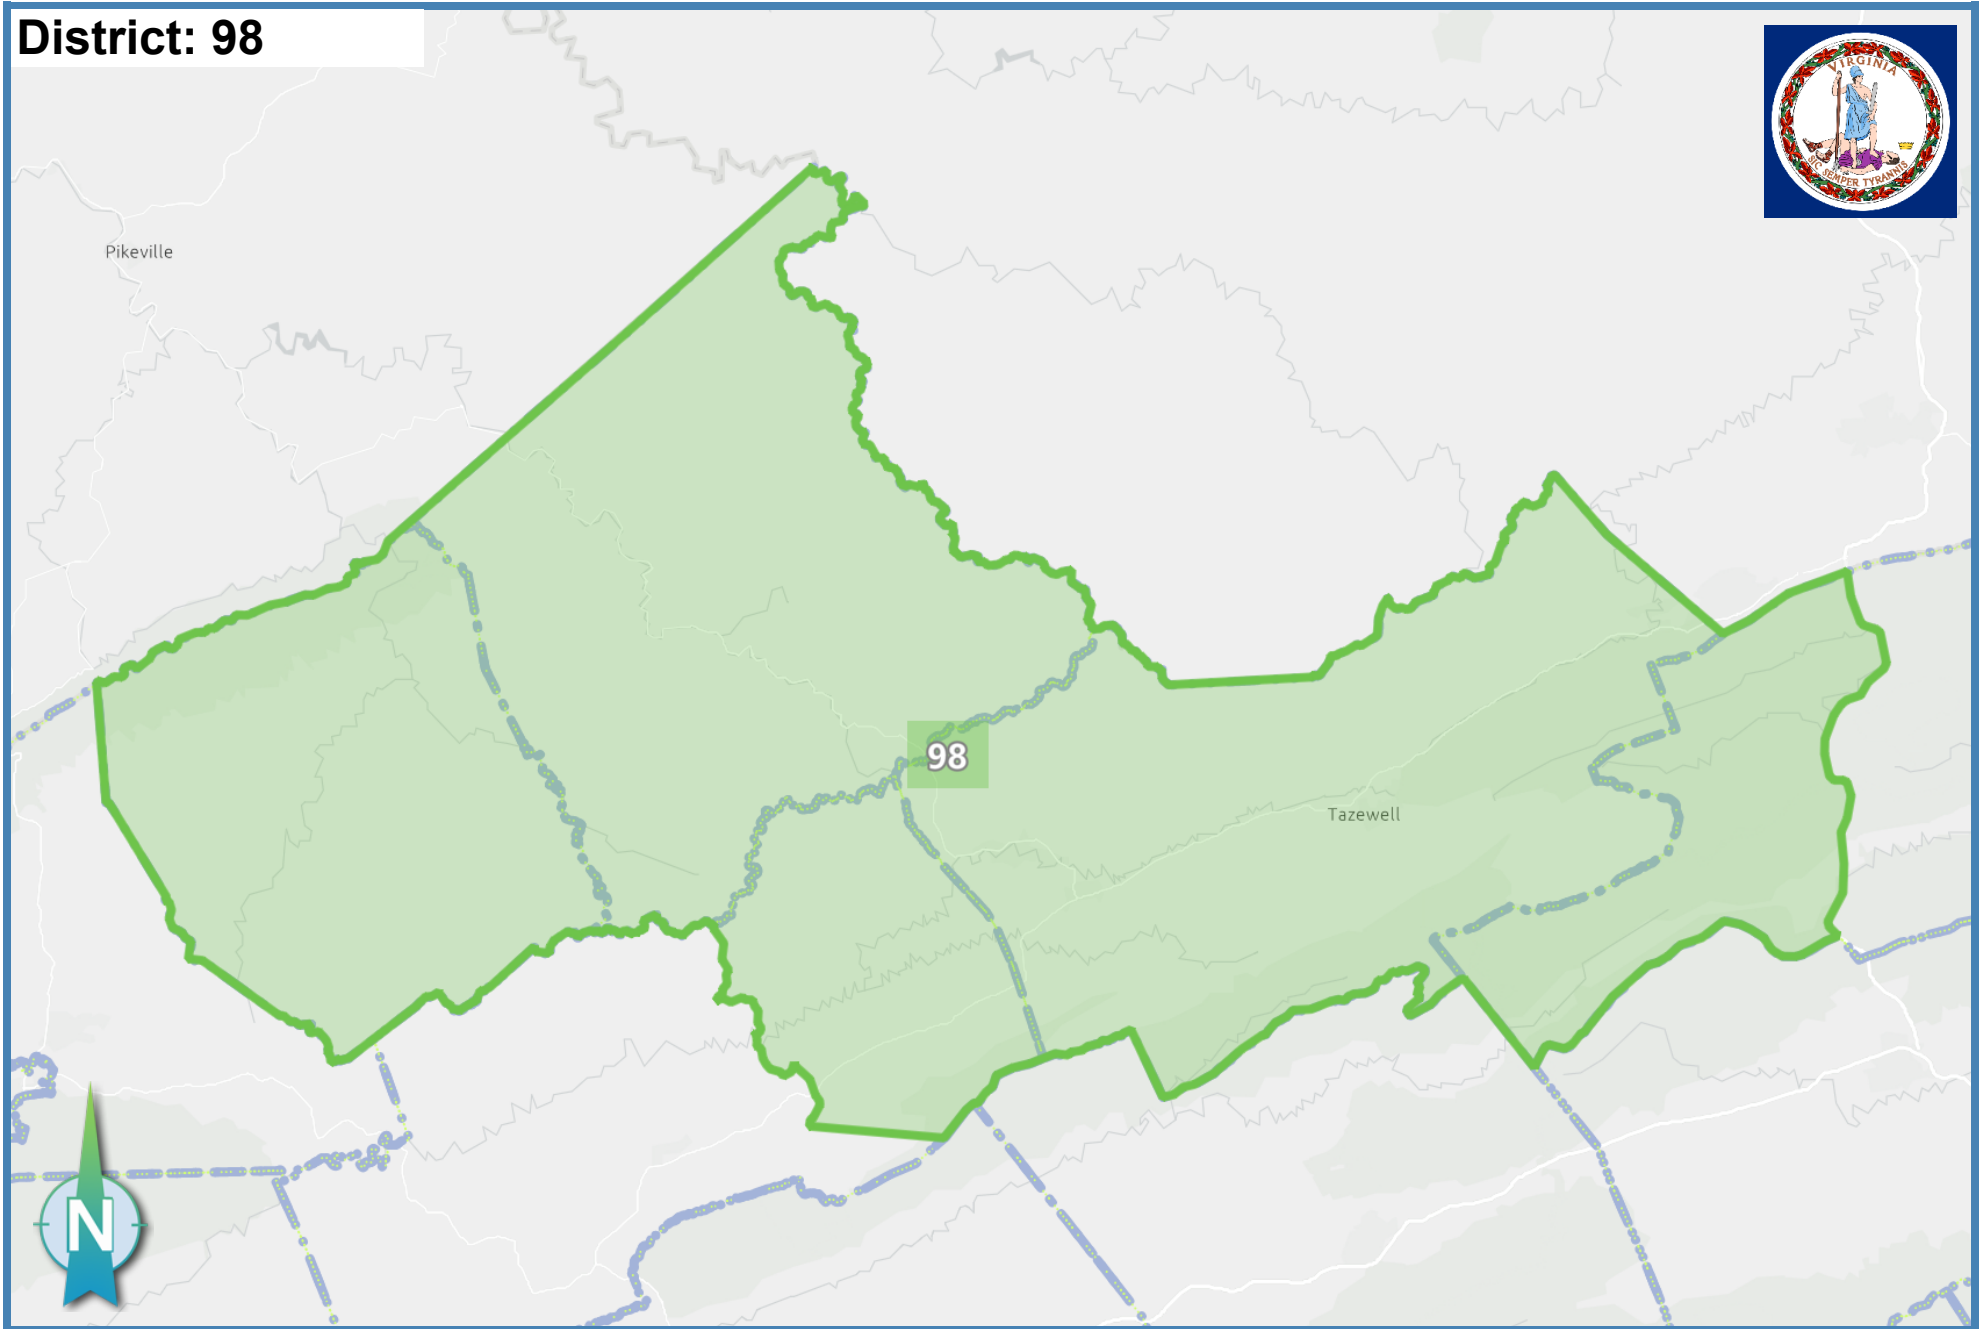 District: 98
VIRGINIA
SIC SEMPER TYRANNIS
Pikeville
98
Tazewell
N